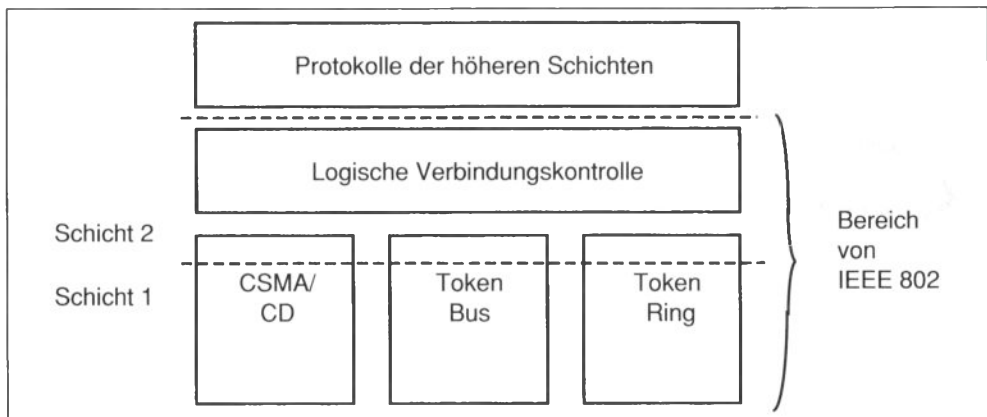 Protokolle der höheren Schichten
Logische Verbindungskontrolle
Schicht 2
Schicht 1
CSMA/
CD
Token
Bus
Token
Ring
Bereich
von
IEEE 802